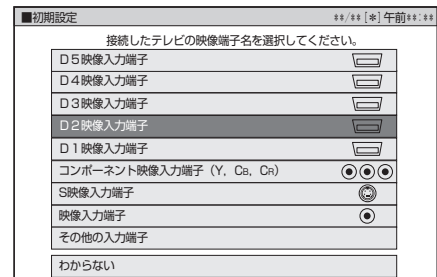 ■初期設定 **/**[*]午前**:**
接続したテレビの映像端子名を選択してください。
D5映像入力端子
D4映像入力端子
D3映像入力端子
D2映像入力端子
D1映像入力端子
コンポーネント映像入力端子（Y, CB, CR）
S映像入力端子
映像入力端子
その他の入力端子
わからない